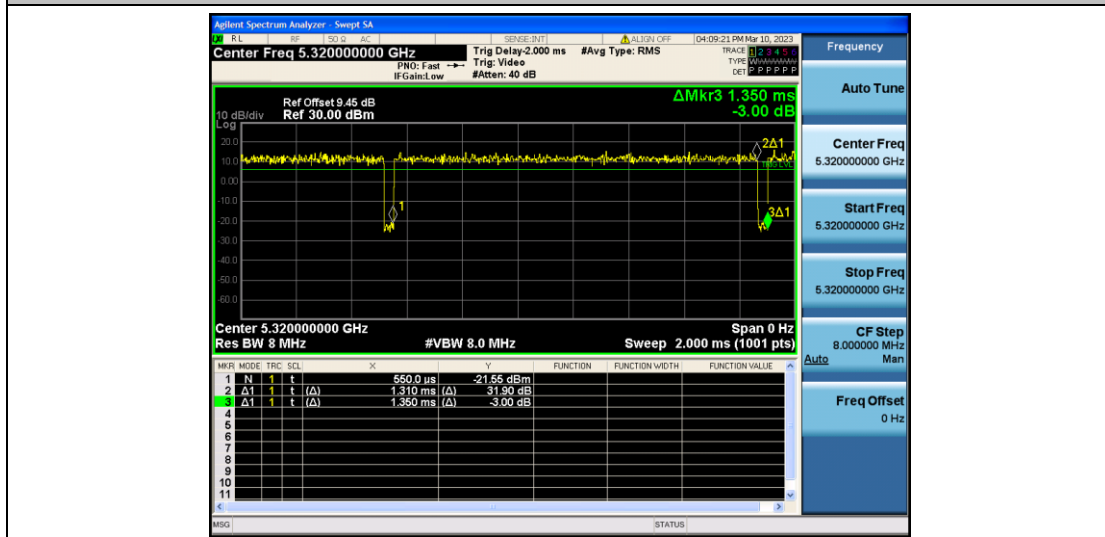 Agilent Spectrum Analyzer - Swept SA
RL RF 50 Ω AC SENSE:INT ALIGN OFF 04:09:21 PM Mar 10, 2023
Center Freq 5.320000000 GHz
PNO: Fast
IFGain:Low
Trig Delay-2.000 ms
Trig: Video
#Atten: 40 dB
#Avg Type: RMS
TRACE 1 2 3 4 5 6
TYPE
DET P P P P P P
Frequency
ΔMkr3 1.350 ms
-3.00 dB
Ref Offset 9.45 dB
10 dB/div Ref 30.00 dBm
Log
20.0
10.0
0.00
-10.0
-20.0
-30.0
-40.0
-50.0
-60.0
2Δ1
TRIG LVL
1
3Δ1
Center 5.320000000 GHz Span 0 Hz
Res BW 8 MHz #VBW 8.0 MHz Sweep 2.000 ms (1001 pts)
MKR MODE TRC SCL X Y FUNCTION FUNCTION WIDTH FUNCTION VALUE
1 N 1 t 550.0 µs -21.55 dBm
2 Δ1 1 t (Δ) 1.310 ms (Δ) 31.90 dB
3 Δ1 1 t (Δ) 1.350 ms (Δ) -3.00 dB
4
5
6
7
8
9
10
11
MSG STATUS
Auto Tune
Center Freq
5.320000000 GHz
Start Freq
5.320000000 GHz
Stop Freq
5.320000000 GHz
CF Step
8.000000 MHz
Auto Man
Freq Offset
0 Hz